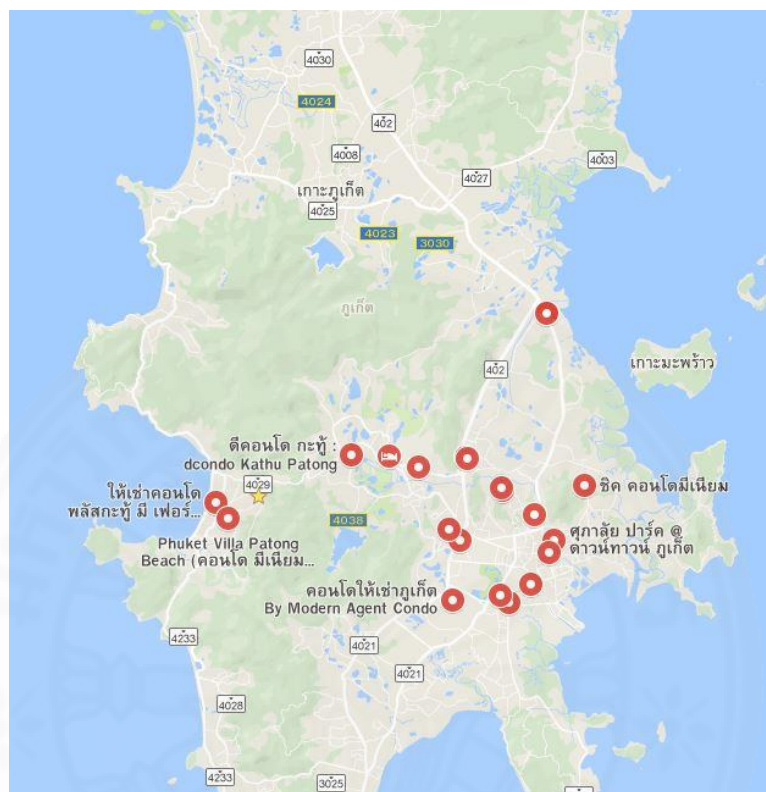 4030
4024
402
4008
4003
4027
เกาะภูเก็ต
4025
4023
3030
ภูเก็ต
เกาะมะพร้าว
402
ดีคอนโด กะทู้ :
dcondo Kathu Patong
4029
ชิค คอนโดมีเนียม
ให้เช่าคอนโด
พลัสกะทู้ มี เฟอร์...
4038
ศุภาลัย ปาร์ค @
ดาวน์ทาวน์ ภูเก็ต
Phuket Villa Patong
Beach (คอนโด มีเนียม...
คอนโดให้เช่าภูเก็ต
By Modern Agent Condo
4233
4021
4021
4028
4233
3025